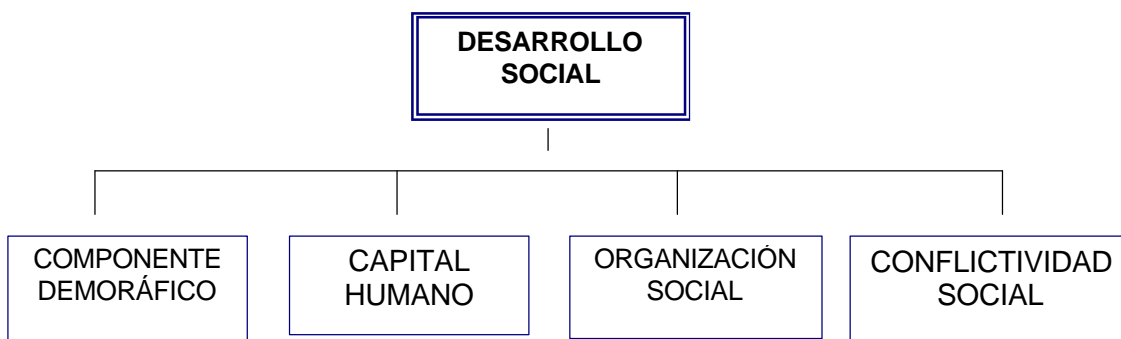 DESARROLLO
SOCIAL
COMPONENTE
DEMORÁFICO
CAPITAL
HUMANO
ORGANIZACIÓN
SOCIAL
CONFLICTIVIDAD
SOCIAL